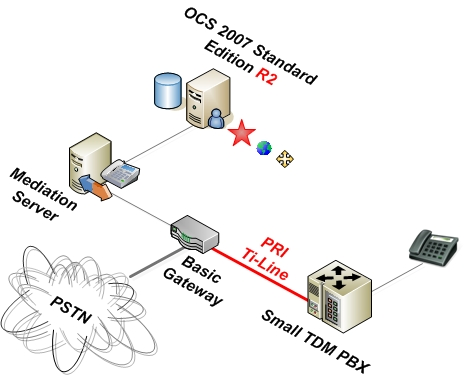 OCS 2007 Standard
Edition R2
Mediation
Server
PRI
Ti-Line
Basic
Gateway
PSTN
Small TDM PBX